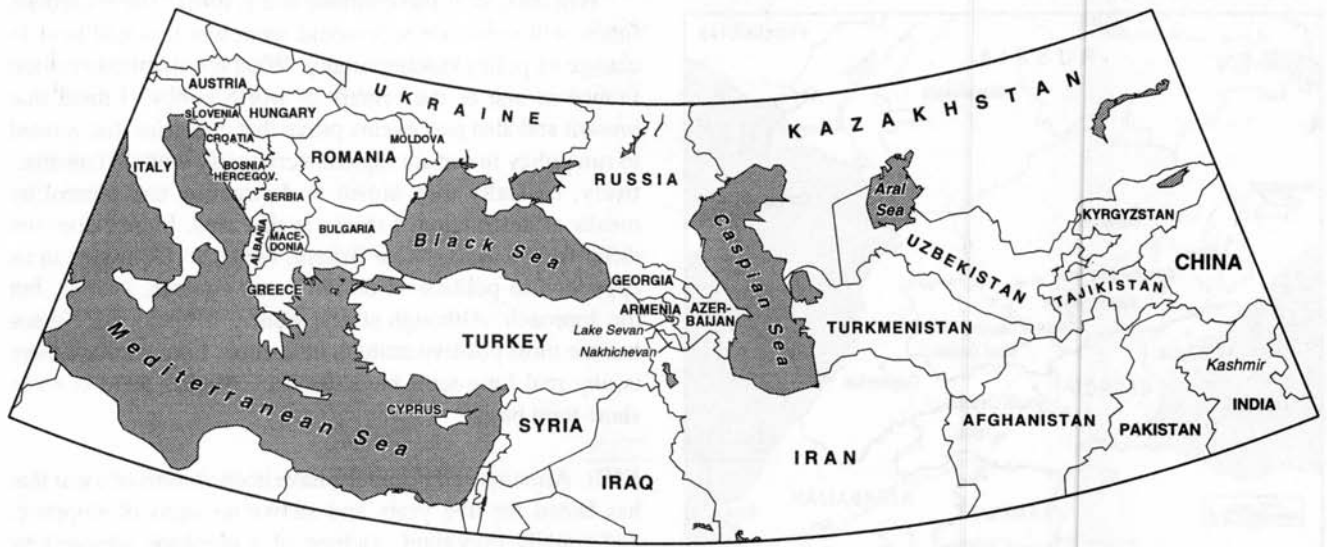 AUSTRIA
SLOVENIA
HUNGARY
CROATIA
ITALY
BOSNIA
HERCEGOV.
SERBIA
ROMANIA
MOLDOVA
UKRAINE
ALBANIA
MACE-
DONIA
BULGARIA
GREECE
Black Sea
RUSSIA
KAZAKHSTAN
Aral
Sea
Caspian Sea
GEORGIA
ARMENIA
AZER-
BAIJAN
Lake Sevan
Nakhichevan
TURKEY
Mediterranean Sea
CYPRUS
SYRIA
IRAQ
IRAN
UZBEKISTAN
TURKMENISTAN
KYRGYZSTAN
TAJIKISTAN
CHINA
Kashmir
INDIA
AFGHANISTAN
PAKISTAN